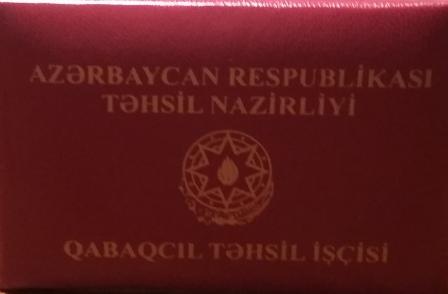 AZƏRBAYCAN RESPUBLİKASI
TƏHSİL NAZİRLİYİ
QABAQCIL TƏHSİL İŞÇİSİ